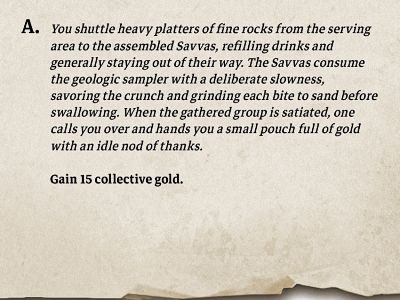 A. You shuttle heavy platters of fine rocks from the serving
area to the assembled Savvas, refilling drinks and
generally staying out of their way. The Savvas consume
the geologic sampler with a deliberate slowness,
savoring the crunch and grinding each bite to sand before
swallowing. When the gathered group is satiated, one
calls you over and hands you a small pouch full of gold
with an idle nod of thanks.
Gain 15 collective gold.